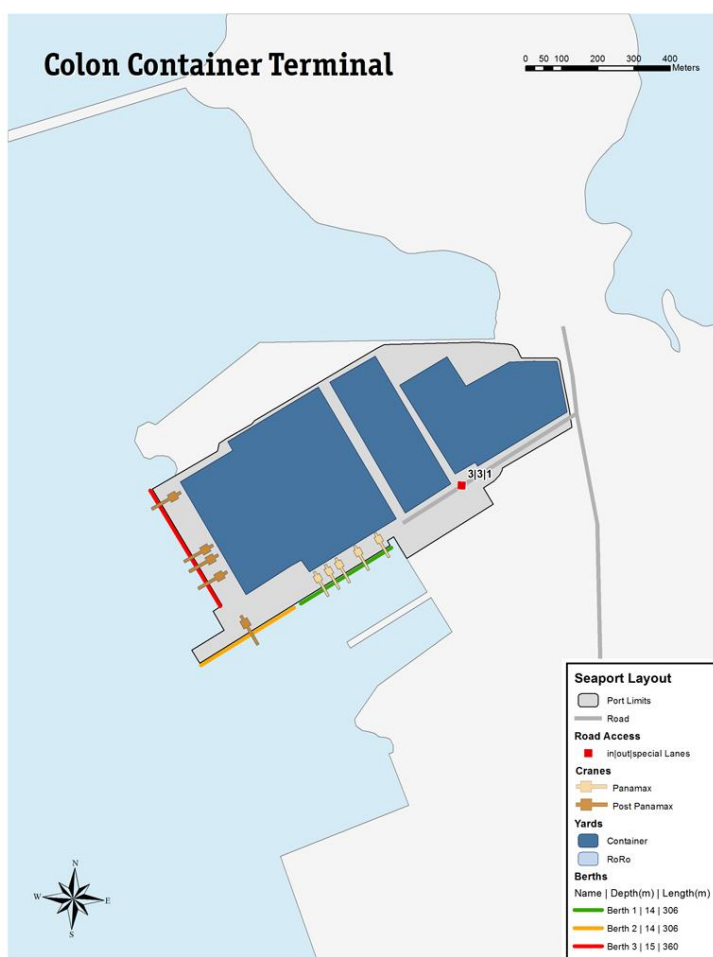 Colon Container Terminal
0 50 100 200 300 400
Meters
3|3|1
Seaport Layout
Port Limits
Road
Road Access
in|out|special Lanes
Cranes
Panamax
Post Panamax
Yards
Container
RoRo
Berths
Name | Depth(m) | Length(m)
Berth 1 | 14 | 306
Berth 2 | 14 | 306
Berth 3 | 15 | 360
N
W
E
S